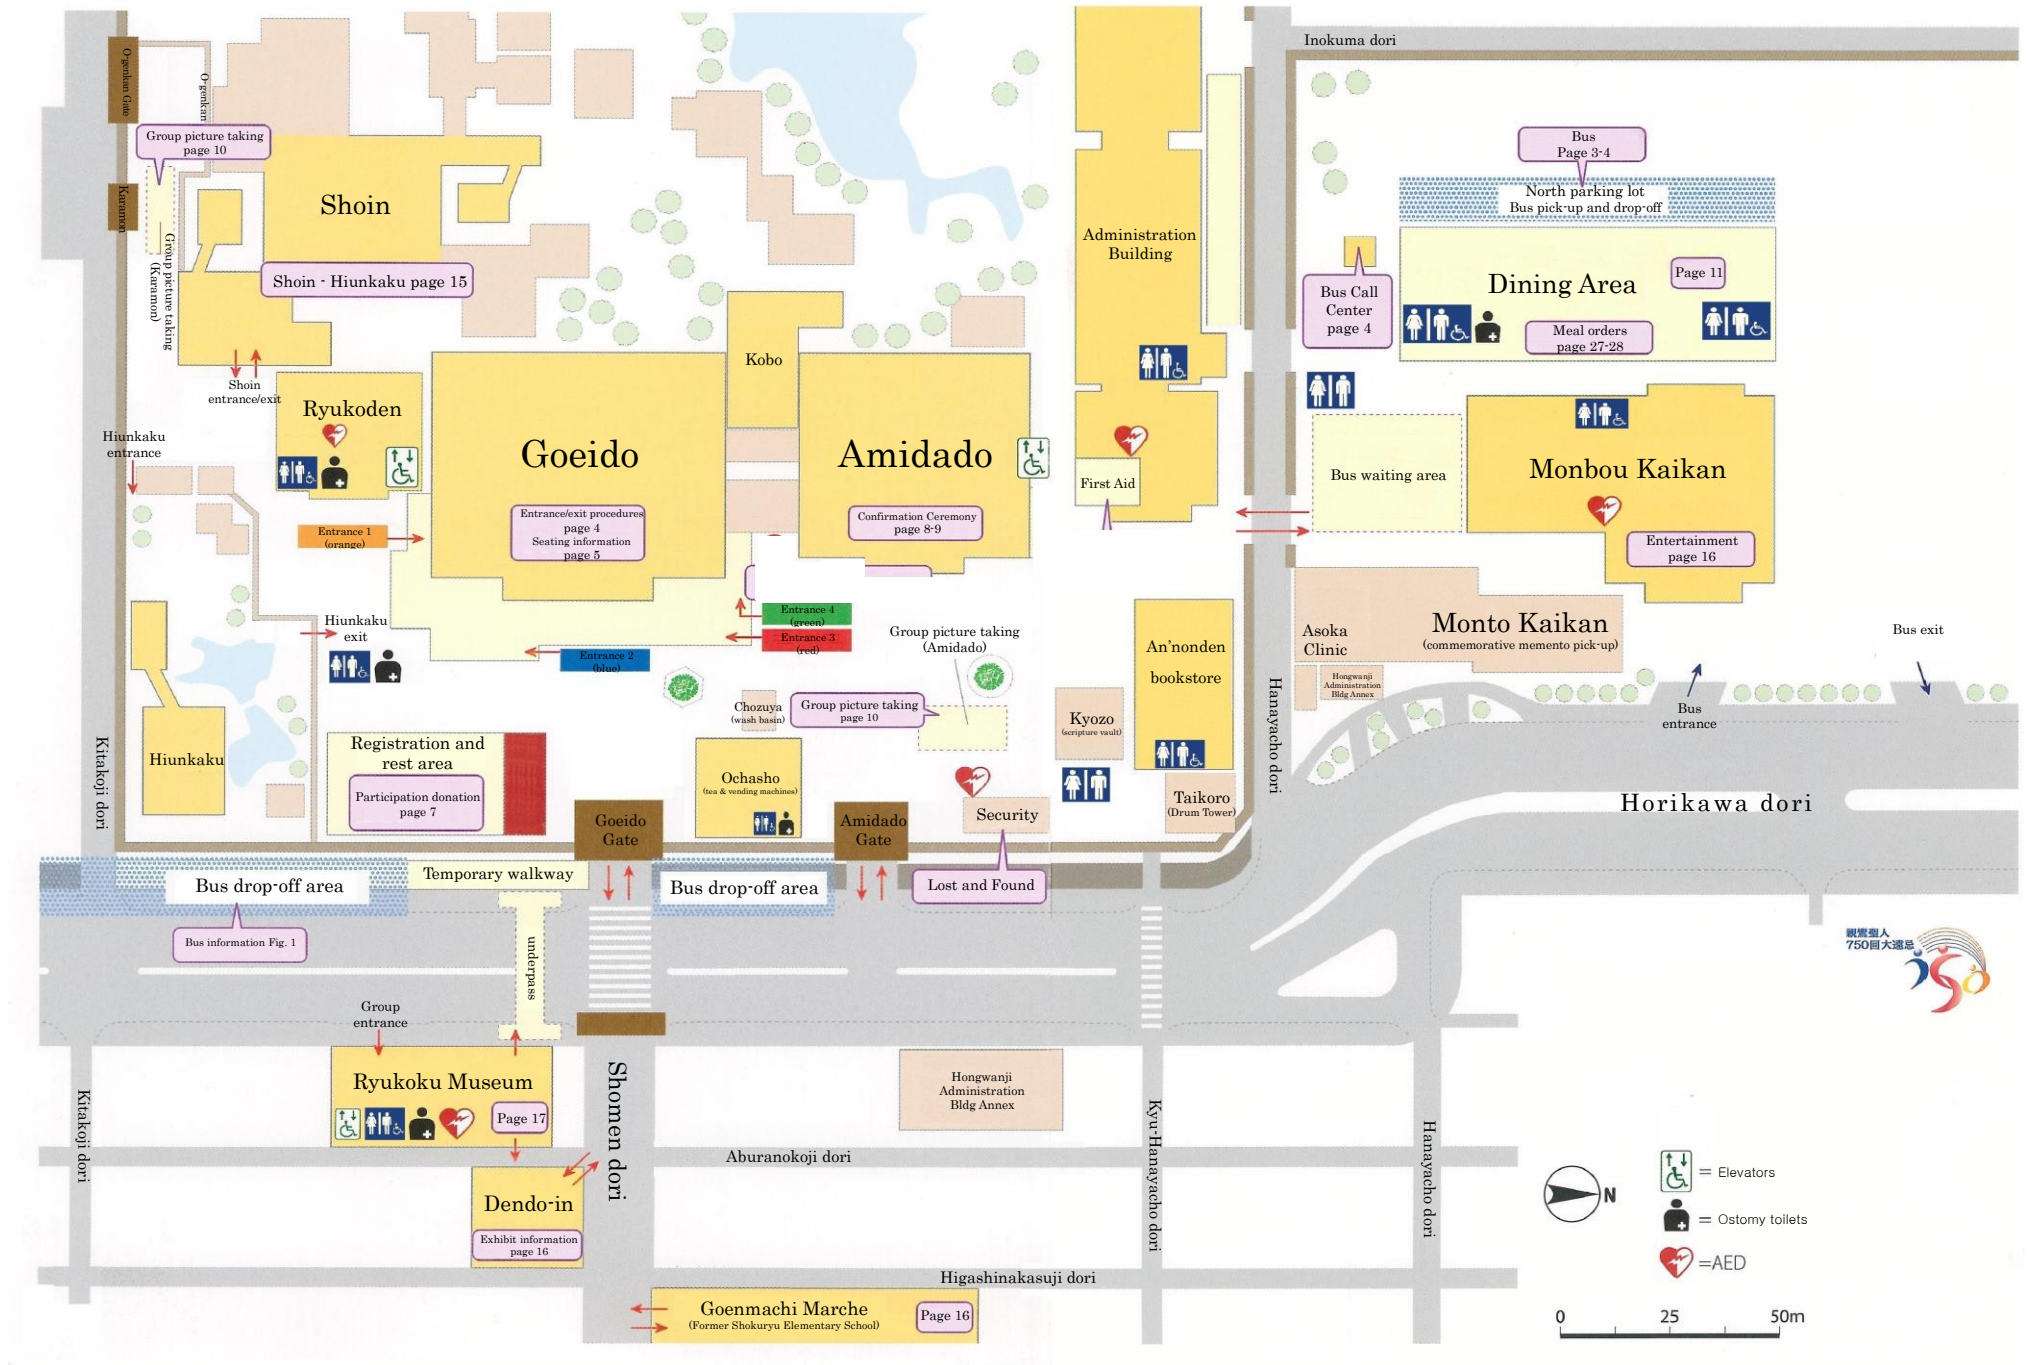 Inokuma dori
O-genkan Gate
O-genkan
Group picture taking
page 10
Karamon
Group picture taking
(Karamon)
Shoin
Shoin - Hiunkaku page 15
Shoin
entrance/exit
Ryukoden
Hiunkaku
entrance
Kobo
Goeido
Entrance/exit procedures
page 4
Seating information
page 5
Amidado
Confirmation Ceremony
page 8-9
Administration
Building
First Aid
Bus
Page 3-4
North parking lot
Bus pick-up and drop-off
Dining Area
Page 11
Meal orders
page 27-28
Bus Call
Center
page 4
Bus waiting area
Monbou Kaikan
Entertainment
page 16
Entrance 1
(orange)
Entrance 4
(green)
Entrance 3
(red)
Entrance 2
(blue)
Hiunkaku
exit
Group picture taking
(Amidado)
An'nonden
bookstore
Asoka
Clinic
Monto Kaikan
(commemorative memento pick-up)
Hongwanji
Administration
Bldg Annex
Bus exit
Bus
entrance
Hanayacho dori
Chozuya
(wash basin)
Group picture taking
page 10
Kyozo
(scripture vault)
Kitakoji dori
Hiunkaku
Registration and
rest area
Participation donation
page 7
Ochasho
(tea & vending machines)
Goeido
Gate
Amidado
Gate
Security
Taikoro
(Drum Tower)
Horikawa dori
Bus drop-off area
Temporary walkway
Bus drop-off area
Lost and Found
Bus information Fig. 1
underpass
親鸞聖人
750回大遠忌
Group
entrance
Ryukoku Museum
Page 17
Shomen dori
Hongwanji
Administration
Bldg Annex
Kitakoji dori
Kyu-Hanayacho dori
Hanayacho dori
Aburanokoji dori
Dendo-in
Exhibit information
page 16
N
= Elevators
= Ostomy toilets
=AED
Higashinakasuji dori
Goenmachi Marche
(Former Shokuryu Elementary School)
Page 16
0 25 50m